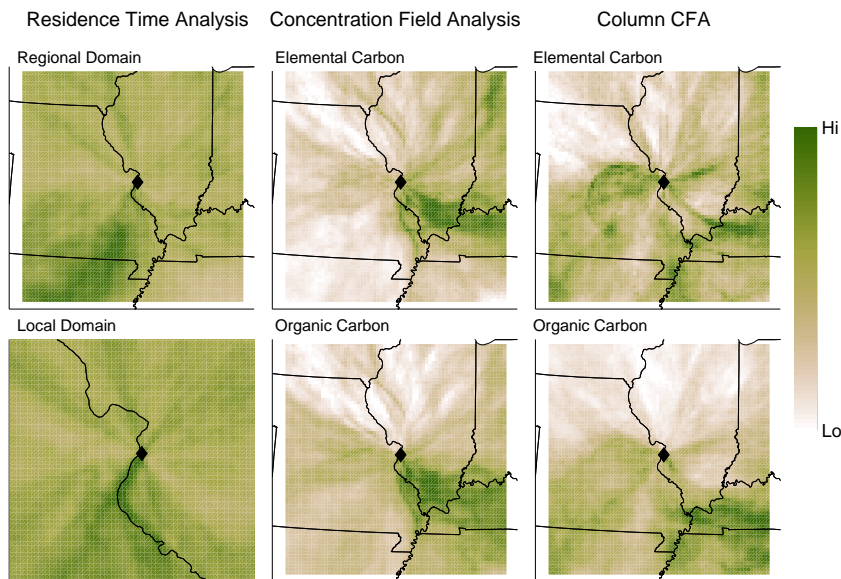 Residence Time Analysis
Concentration Field Analysis
Column CFA
Regional Domain
Elemental Carbon
Elemental Carbon
Hi
Lo
Local Domain
Organic Carbon
Organic Carbon